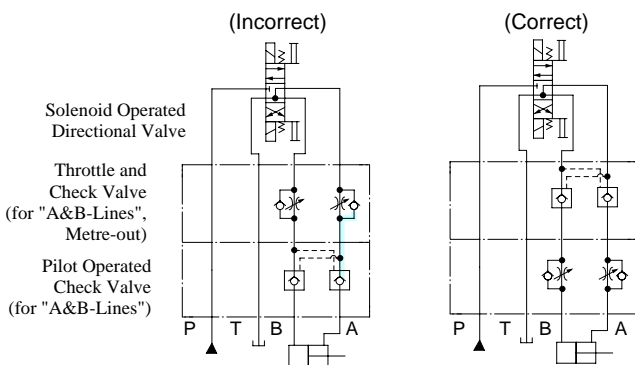 (Incorrect)
(Correct)
Solenoid Operated
Directional Valve
Throttle and
Check Valve
(for "A&B-Lines",
Metre-out)
Pilot Operated
Check Valve
(for "A&B-Lines")
P T B A
P T B A